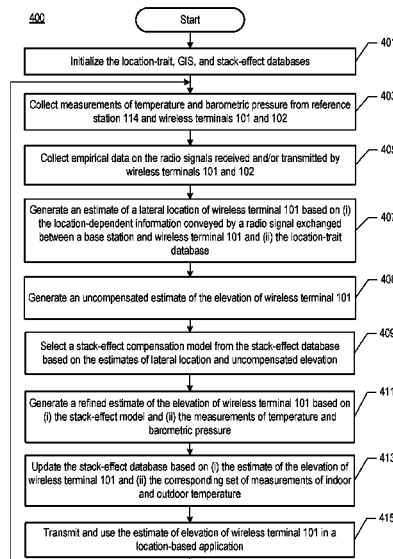 400
Start
401
Initialize the location-trait, GIS, and stack-effect databases
403
Collect measurements of temperature and barometric pressure from reference
station 114 and wireless terminals 101 and 102
405
Collect empirical data on the radio signals received and/or transmitted by
wireless terminals 101 and 102
407
Generate an estimate of a lateral location of wireless terminal 101 based on (i)
the location-dependent information conveyed by a radio signal exchanged
between a base station and wireless terminal 101 and (ii) the location-trait
database
408
Generate an uncompensated estimate of the elevation of wireless terminal 101
409
Select a stack-effect compensation model from the stack-effect database
based on the estimates of lateral location and uncompensated elevation
411
Generate a refined estimate of the elevation of wireless terminal 101 based on
(i) the stack-effect model and (ii) the measurements of temperature and
barometric pressure
413
Update the stack-effect database based on (i) the estimate of the elevation of
wireless terminal 101 and (ii) the corresponding set of measurements of indoor
and outdoor temperature
415
Transmit and use the estimate of elevation of wireless terminal 101 in a
location-based application